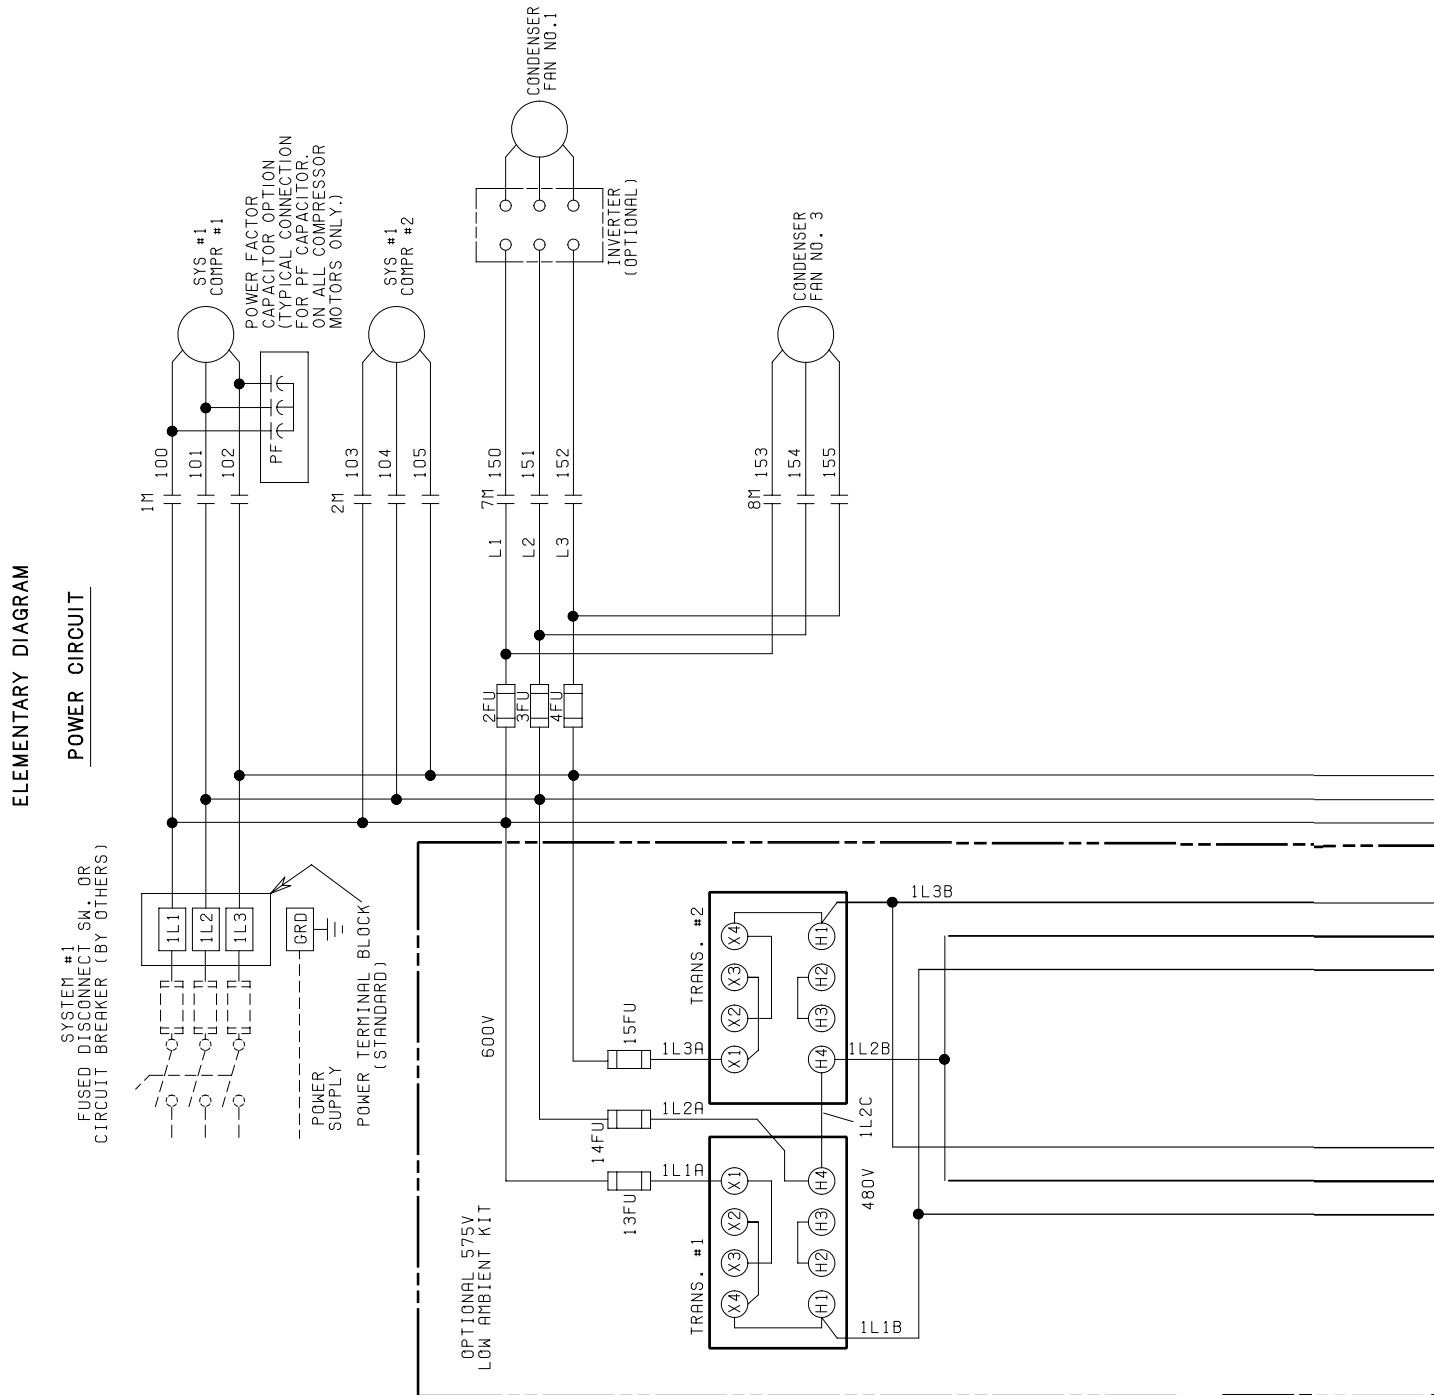 ELEMENTARY DIAGRAM
POWER CIRCUIT
SYSTEM #1
FUSED DISCONNECT SW. OR
CIRCUIT BREAKER (BY OTHERS)
1L1
1L2
1L3
GRD
POWER
SUPPLY
POWER TERMINAL BLOCK
(STANDARD)
1M
100
101
102
SYS #1
COMPR #1
PF
POWER FACTOR
CAPACITOR OPTION
(TYPICAL CONNECTION
FOR PF CAPACITOR.
ON ALL COMPRESSOR
MOTORS ONLY.)
2M
103
104
105
SYS #1
COMPR #2
2FU
3FU
4FU
L1
L2
L3
7M
150
151
152
INVERTER
(OPTIONAL)
CONDENSER
FAN NO.1
8M
153
154
155
CONDENSER
FAN NO. 3
OPTIONAL 575V
LOW AMBIENT KIT
600V
13FU
14FU
15FU
1L1A
1L2A
1L3A
TRANS. #1
X4
X3
X2
X1
H1
H2
H3
H4
1L1B
480V
1L2C
TRANS. #2
X1
X2
X3
X4
H4
H3
H2
H1
1L2B
1L3B